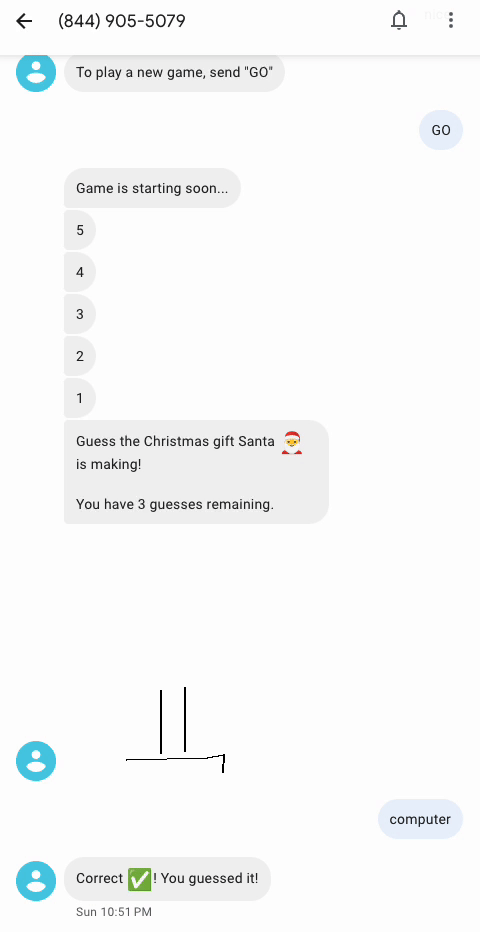 (844) 905-5079
nice
To play a new game, send "GO"
GO
Game is starting soon...
5
4
3
2
1
Guess the Christmas gift Santa 🎅
is making!
You have 3 guesses remaining.
computer
Correct ✅! You guessed it!
Sun 10:51 PM